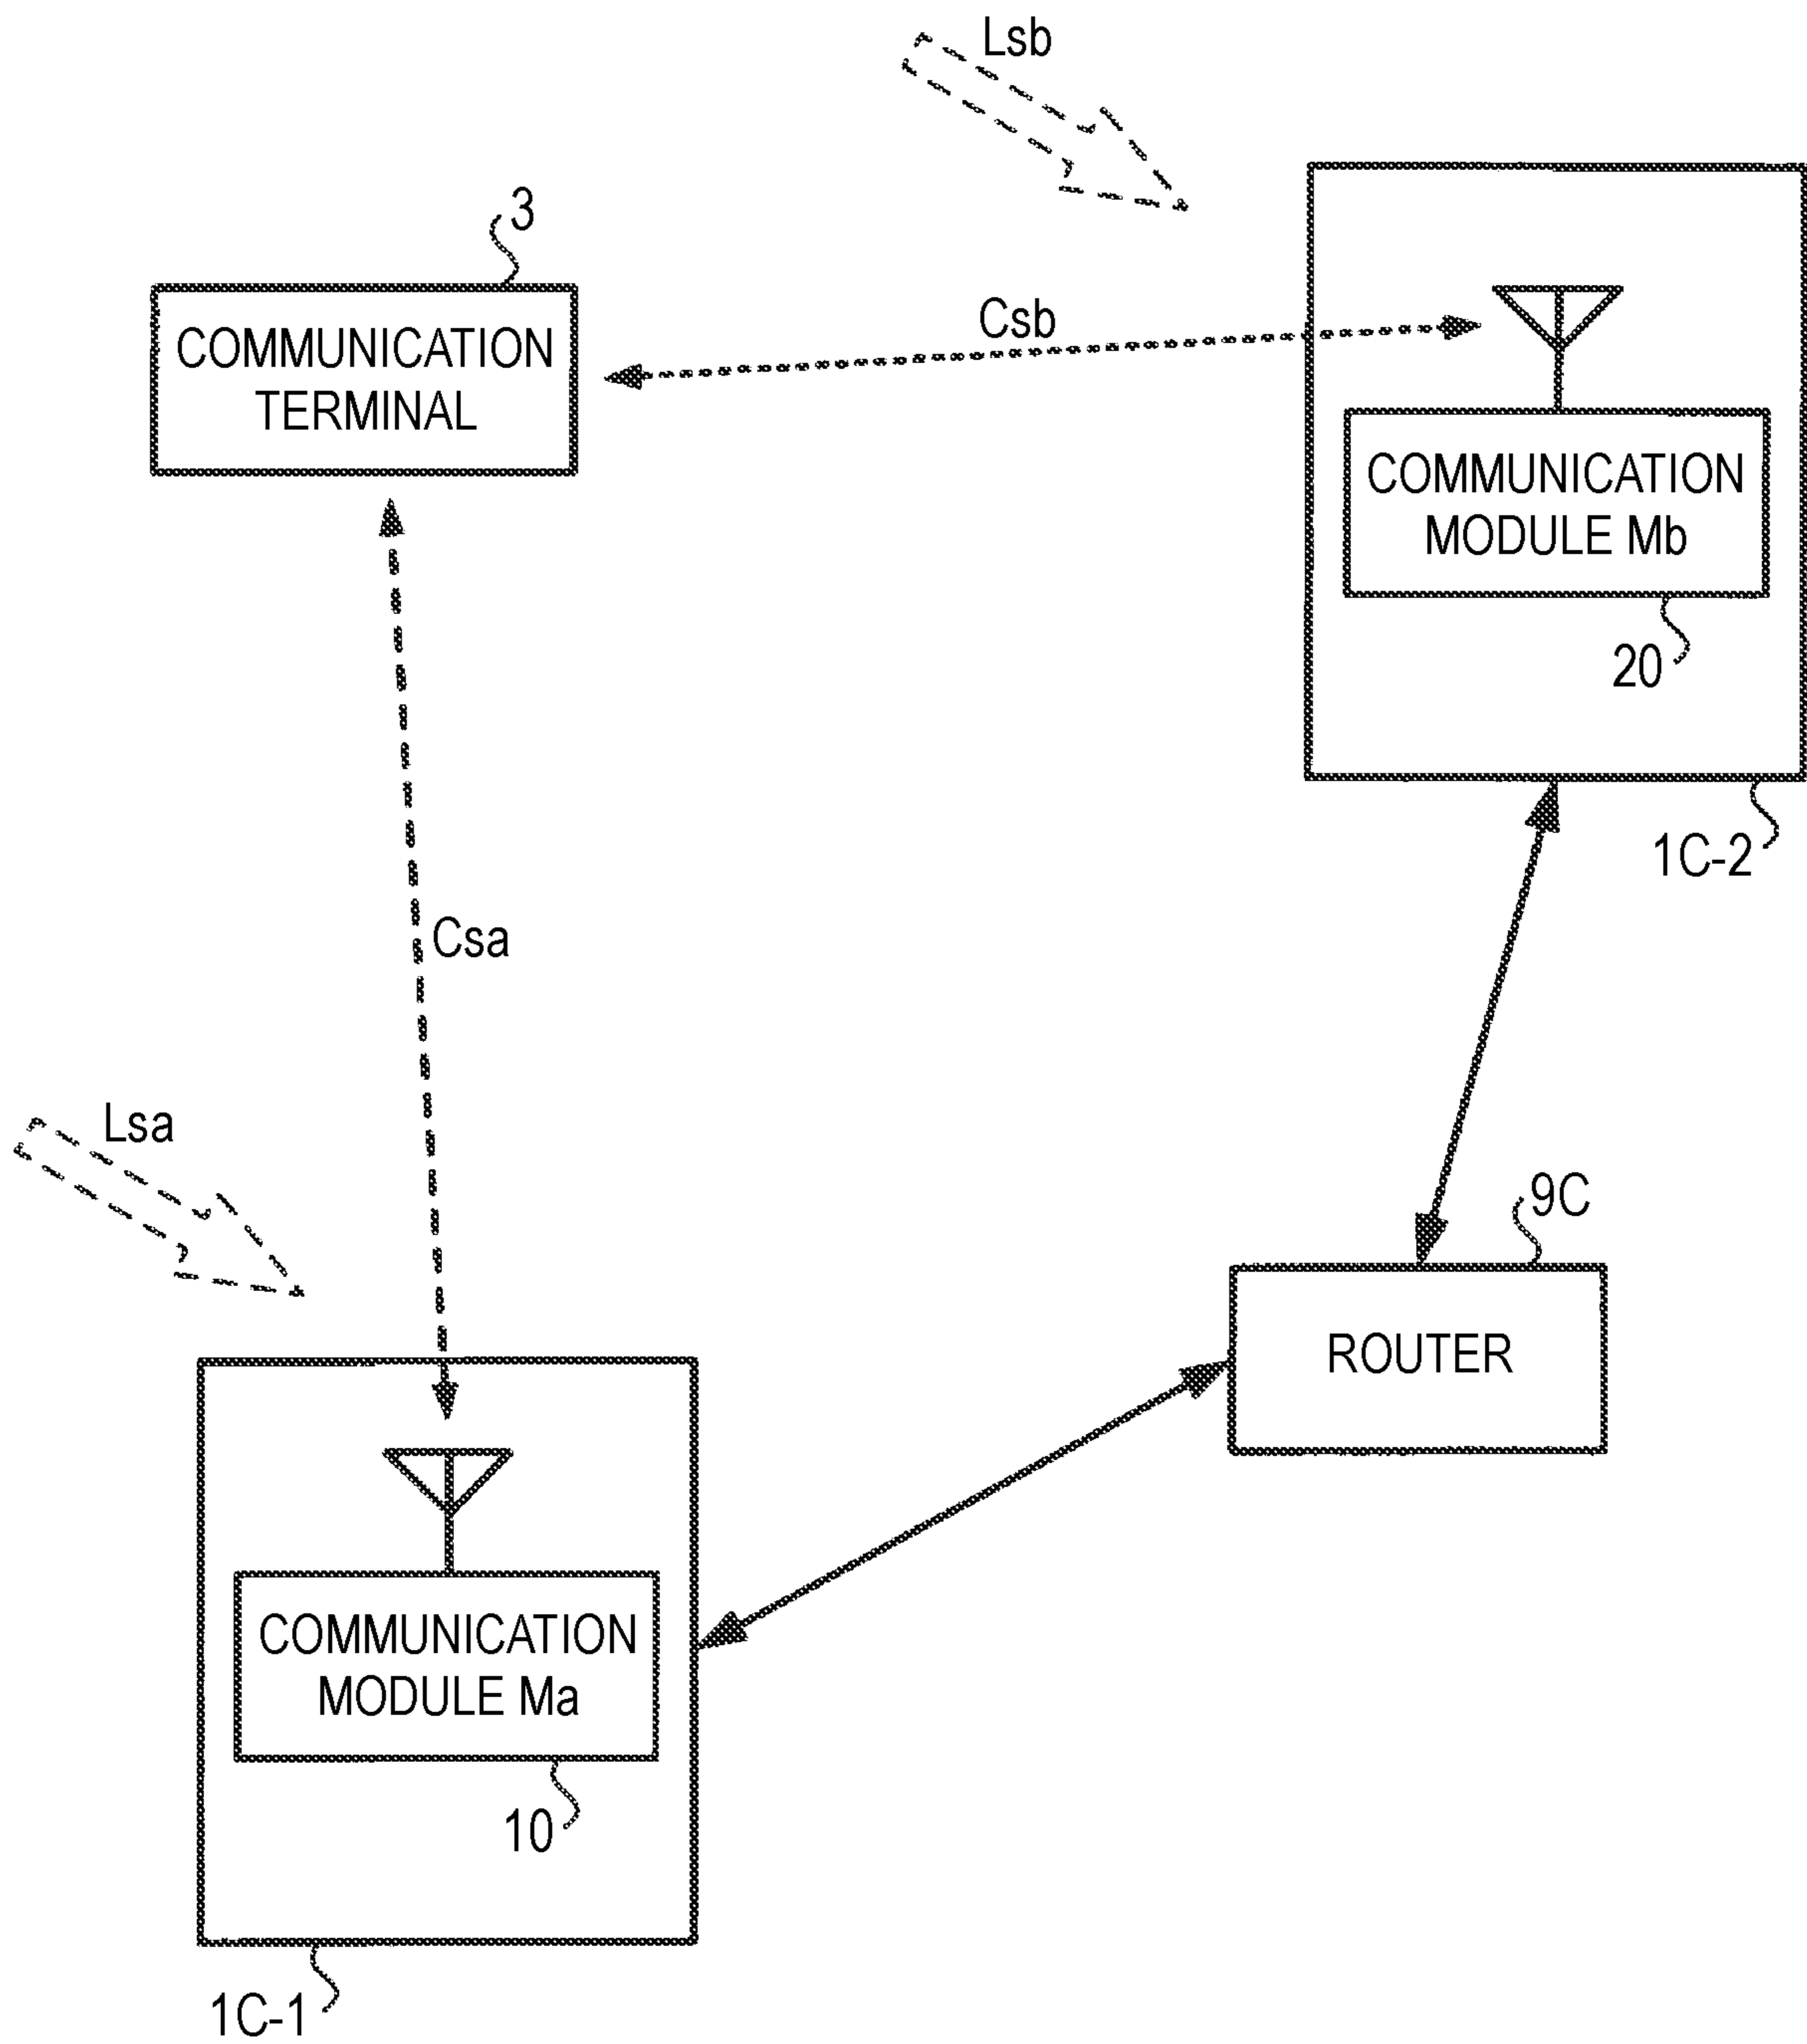 Lsb
3
COMMUNICATION
TERMINAL
Csb
COMMUNICATION
MODULE Mb
20
1C-2
Csa
Lsa
9C
ROUTER
COMMUNICATION
MODULE Ma
10
1C-1